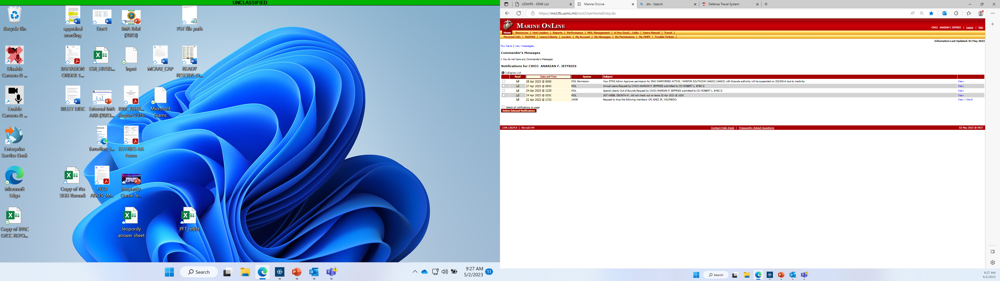 UNCLASSIFIED
Recycle Bin
appraisal
wording
Doc1
IMA Brief
(2023)
PST file path
Disable
Camera & ...
BATTALION
ORDER 1...
ESR_HITLIS...
input
MCAAT_CAP
READY
RESERVE O...
Enable
Camera & ...
BILLET DISC
External IMA
ARR (2023...
IPAC_USER...
August 2016
Microsoft
Teams
Enterprise
Service Desk
favorites_5...
JEFFRIES AA
Form
Microsoft
Edge
Copy of No
SGLI Remark
FY23
ADOS_IM...
Jeopardy
Game Te...
Copy of IPAC
GTCC REPO...
Jeopordy
answer sheet
PFT_hitlist
Search
9:27 AM
5/2/2023
11
UDMIPS - EPAR List
Marine OnLine
dts - Search
Defense Travel System
https://mol.tfs.usmc.mil/mol/UserHomeEntry.do
MARINE ONLINE
CWO3 ANARIAN F. JEFFRIES | Logout | Help
Home | Resources | Unit Leaders | Reports | Performance | MOL Management | A Few Good... Links | Users Manual | Travel |
Personal Info | MyEPAR | Leave/Liberty | Locator | My Account | My Messages | My Permissions | My OMPF | Trouble Tickets |
Information Last Updated: 01 May 2023
You have 2 new messages.
Commander's Messages
• You do not have any Commander's Messages
Notifications for CWO3 ANARIAN F. JEFFRIES
Collapse List
Read Date and Time System Subject
28 Apr 2023 @ 0000 MOL Permission Your DTMS Admin Approver permission for IPAC MARFORRES ACTIVE / MARFOR SOUTHCOM (46653) (46653) with Execute authority will be suspended on 20230614 due to inactivity. View
27 Apr 2023 @ 0843 MOL Annual Leave Request by CWO3 ANARIAN F. JEFFRIES submitted to CIV ROBERT L. BYES II View
24 Apr 2023 @ 1235 MOL Special Liberty Out of Bounds Request by CWO3 ANARIAN F. JEFFRIES submitted to CIV ROBERT L. BYES II View
24 Apr 2023 @ 0201 MOL SGT WEBB, DEONTA M.. did not check out on leave 20 Apr 2023 @ 1630 View
21 Apr 2023 @ 1733 UMSR Request to drop the following members: CPL BAEZ JR, WILFREDO; View | Work
Select all notifications on page
Delete Selected Notifications
2.84.13624.0 | tfas-p2s-04 Contact Help Desk | Frequently Asked Questions 02 May 2023 @ 0927
Search
9:27 AM
5/2/2023